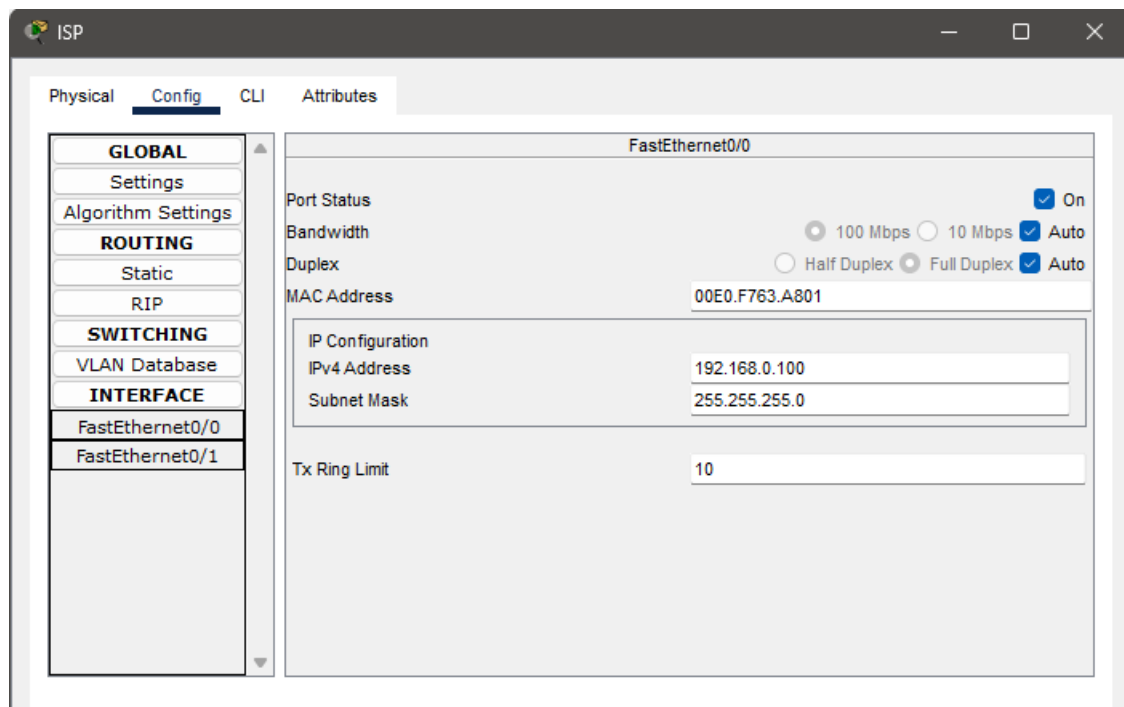 ISP
Physical Config CLI Attributes
GLOBAL
Settings
Algorithm Settings
ROUTING
Static
RIP
SWITCHING
VLAN Database
INTERFACE
FastEthernet0/0
FastEthernet0/1
FastEthernet0/0
Port Status On
Bandwidth 100 Mbps 10 Mbps Auto
Duplex Half Duplex Full Duplex Auto
MAC Address 00E0.F763.A801
IP Configuration
IPv4 Address 192.168.0.100
Subnet Mask 255.255.255.0
Tx Ring Limit 10